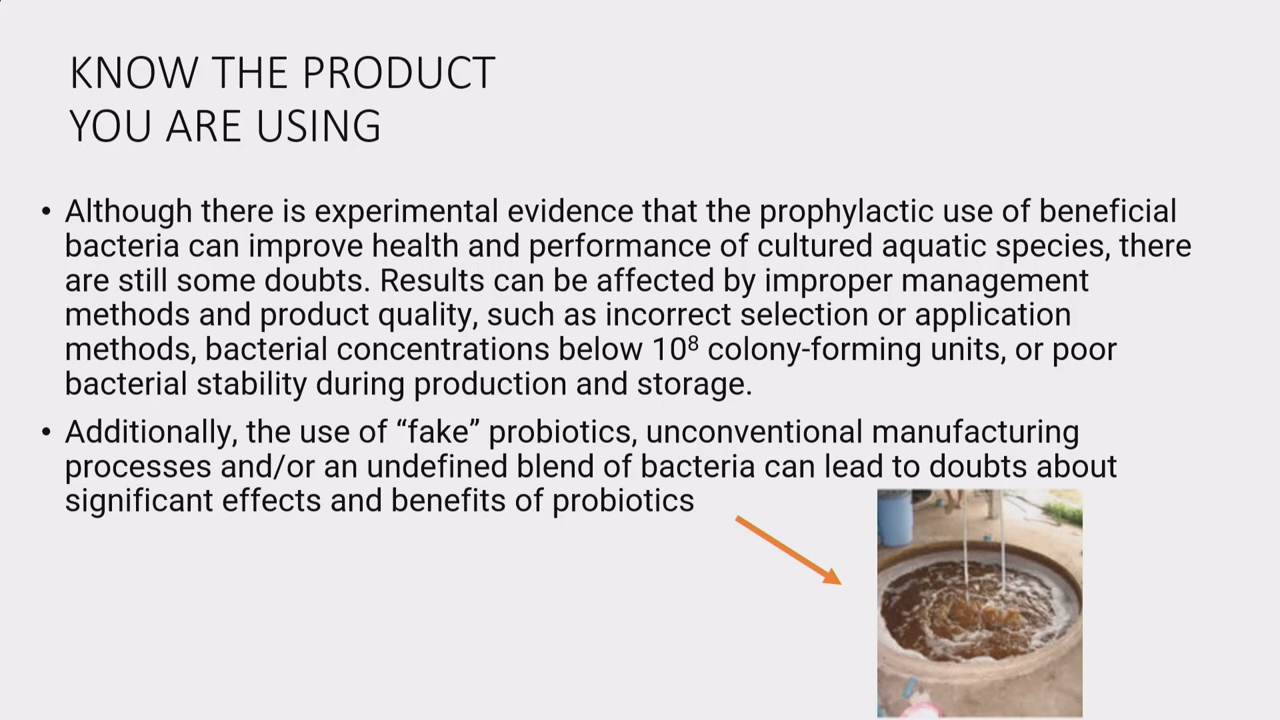 KNOW THE PRODUCT
YOU ARE USING
• Although there is experimental evidence that the prophylactic use of beneficial
bacteria can improve health and performance of cultured aquatic species, there
are still some doubts. Results can be affected by improper management
methods and product quality, such as incorrect selection or application
methods, bacterial concentrations below 10⁸ colony-forming units, or poor
bacterial stability during production and storage.
• Additionally, the use of “fake” probiotics, unconventional manufacturing
processes and/or an undefined blend of bacteria can lead to doubts about
significant effects and benefits of probiotics